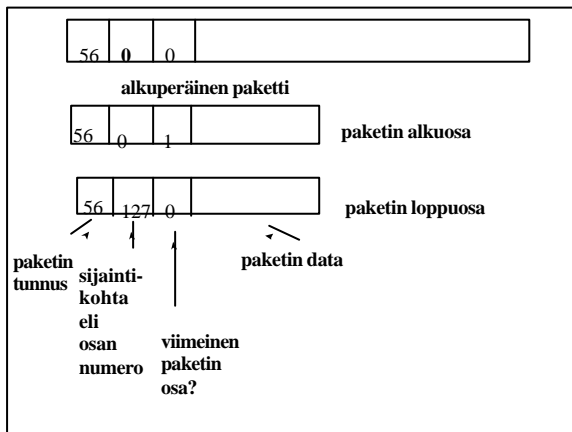 56 0 0
alkuperäinen paketti
56 0 1
paketin alkuosa
56 127 0
paketin loppuosa
paketin
tunnus
sijainti-
kohta
eli
osan
numero
viimeinen
paketin
osa?
paketin data